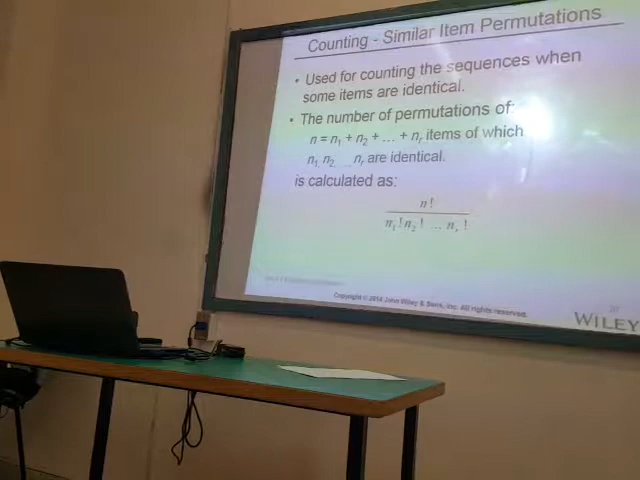 Counting - Similar Item Permutations
• Used for counting the sequences when
some items are identical.
• The number of permutations of:
n = n₁ + n₂ + ... + nᵣ items of which
n₁, n₂, ... nᵣ are identical.
is calculated as:
n!
n₁! n₂! ... nᵣ!
Copyright © 2014 John Wiley & Sons, Inc. All rights reserved.
WILEY